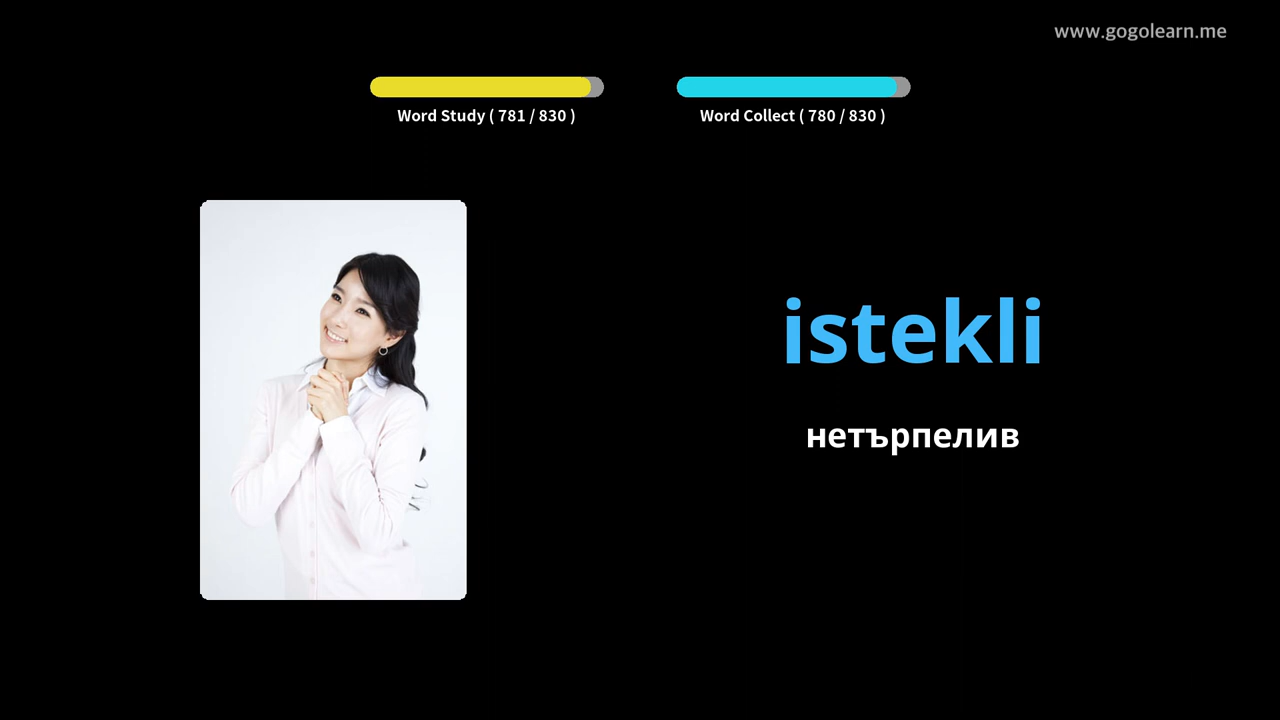 www.gogolearn.me
Word Study ( 781 / 830 )
Word Collect ( 780 / 830 )
istekli
нетърпелив